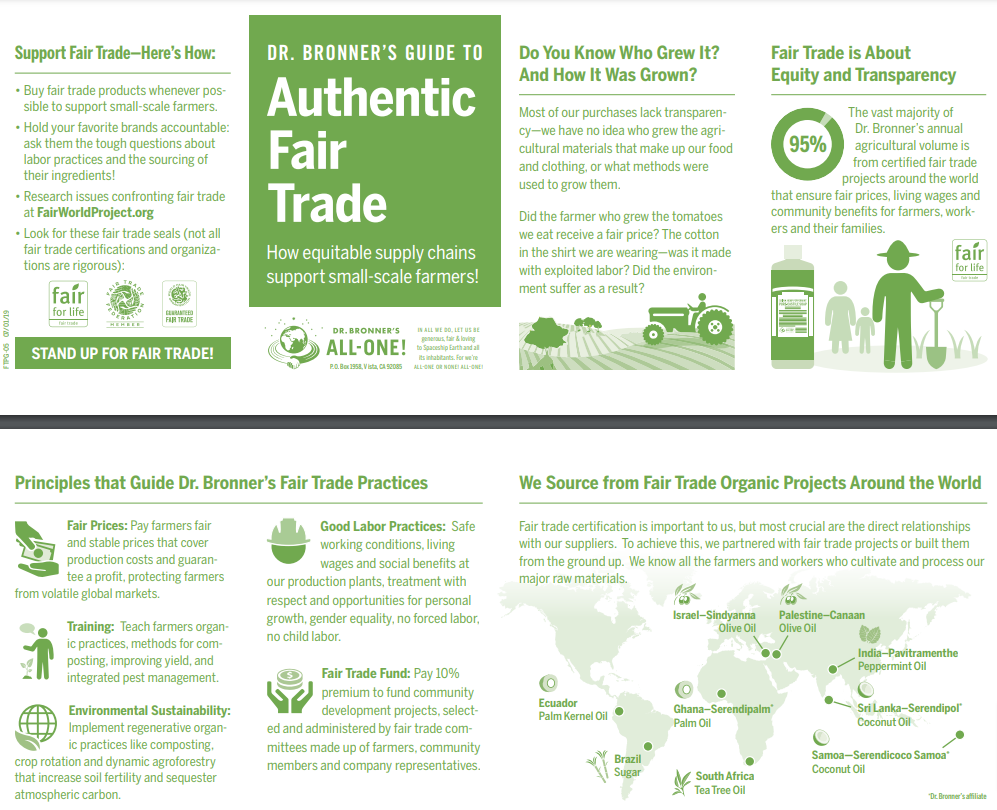 Support Fair Trade—Here's How:
• Buy fair trade products whenever pos-
sible to support small-scale farmers.
• Hold your favorite brands accountable:
ask them the tough questions about
labor practices and the sourcing of
their ingredients!
• Research issues confronting fair trade
at FairWorldProject.org
• Look for these fair trade seals (not all
fair trade certifications and organiza-
tions are rigorous):
fair
for life
fair trade
FAIR TRADE
FEDERATION
MEMBER
GUARANTEED
FAIR TRADE
STAND UP FOR FAIR TRADE!
FTPG-05 07/01/19
DR. BRONNER'S GUIDE TO
Authentic
Fair
Trade
How equitable supply chains
support small-scale farmers!
DR.BRONNER'S
ALL-ONE!
P.O. Box 1958, Vista, CA 92085
IN ALL WE DO, LET US BE
generous, fair & loving
to Spaceship Earth and all
its inhabitants. For we're
ALL-ONE OR NONE! ALL-ONE!
Do You Know Who Grew It?
And How It Was Grown?
Most of our purchases lack transparen-
cy—we have no idea who grew the agri-
cultural materials that make up our food
and clothing, or what methods were
used to grow them.
Did the farmer who grew the tomatoes
we eat receive a fair price? The cotton
in the shirt we are wearing—was it made
with exploited labor? Did the environ-
ment suffer as a result?
Fair Trade is About
Equity and Transparency
95%
The vast majority of
Dr. Bronner's annual
agricultural volume is
from certified fair trade
projects around the world
that ensure fair prices, living wages and
community benefits for farmers, work-
ers and their families.
fair
for life
fair trade
Principles that Guide Dr. Bronner's Fair Trade Practices
Fair Prices: Pay farmers fair
and stable prices that cover
production costs and guaran-
tee a profit, protecting farmers
from volatile global markets.
Training: Teach farmers organ-
ic practices, methods for com-
posting, improving yield, and
integrated pest management.
Environmental Sustainability:
Implement regenerative organ-
ic practices like composting,
crop rotation and dynamic agroforestry
that increase soil fertility and sequester
atmospheric carbon.
Good Labor Practices: Safe
working conditions, living
wages and social benefits at
our production plants, treatment with
respect and opportunities for personal
growth, gender equality, no forced labor,
no child labor.
Fair Trade Fund: Pay 10%
premium to fund community
development projects, select-
ed and administered by fair trade com-
mittees made up of farmers, community
members and company representatives.
We Source from Fair Trade Organic Projects Around the World
Fair trade certification is important to us, but most crucial are the direct relationships
with our suppliers. To achieve this, we partnered with fair trade projects or built them
from the ground up. We know all the farmers and workers who cultivate and process our
major raw materials.
Israel–Sindyanna
Olive Oil
Palestine–Canaan
Olive Oil
India–Pavitramenthe
Peppermint Oil
Ecuador
Palm Kernel Oil
Ghana–Serendipalm*
Palm Oil
Sri Lanka–Serendipol*
Coconut Oil
Samoa–Serendicoco Samoa*
Coconut Oil
Brazil
Sugar
South Africa
Tea Tree Oil
*Dr. Bronner's affiliate